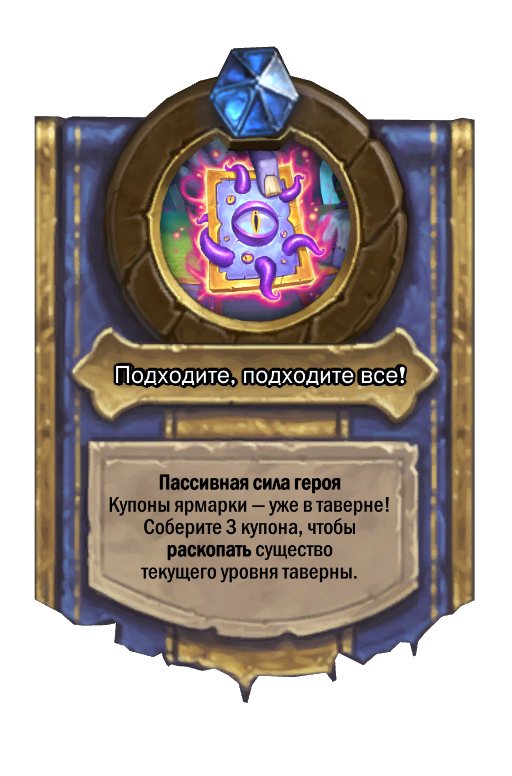 Подходите, подходите все!
Пассивная сила героя
Купоны ярмарки — уже в таверне!
Соберите 3 купона, чтобы
раскопать существо
текущего уровня таверны.